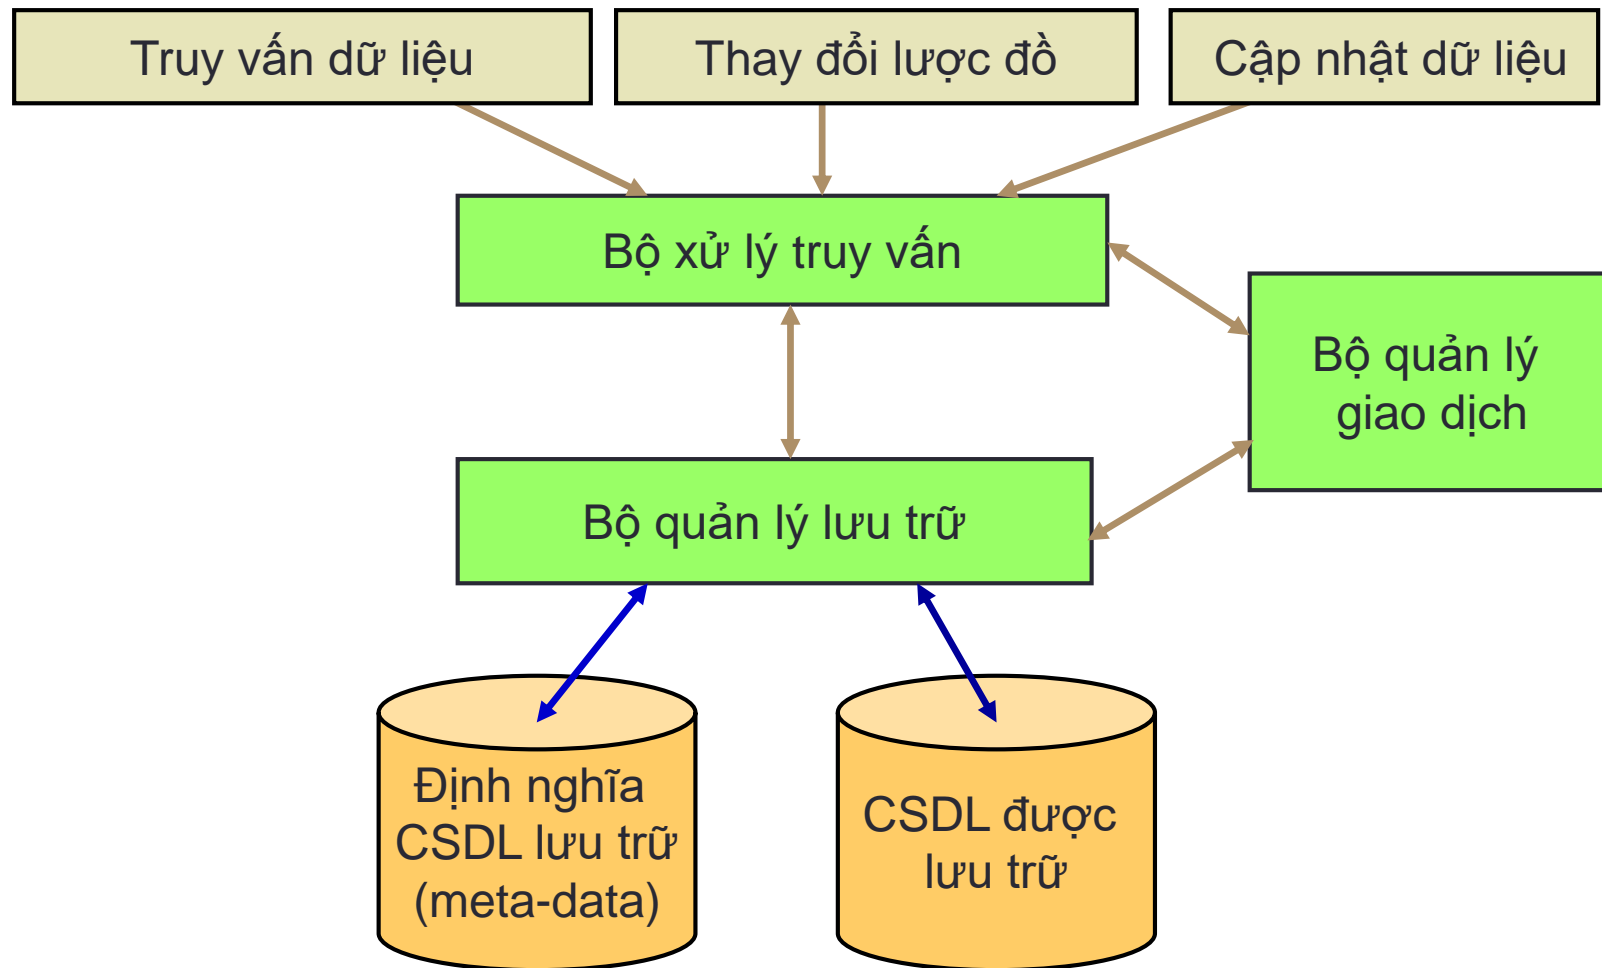 Truy vấn dữ liệu
Thay đổi lược đồ
Cập nhật dữ liệu
Bộ xử lý truy vấn
Bộ quản lý
giao dịch
Bộ quản lý lưu trữ
Định nghĩa
CSDL lưu trữ
(meta-data)
CSDL được
lưu trữ